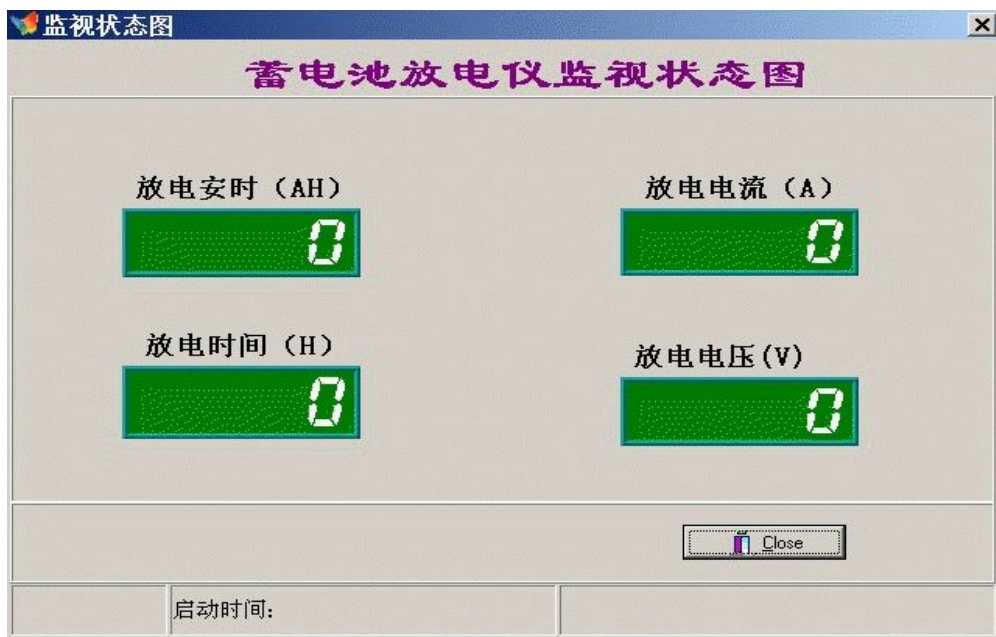 监视状态图
蓄电池放电仪监视状态图
放电安时（AH）
0
放电电流（A）
0
放电时间（H）
0
放电电压(V)
0
Close
启动时间: